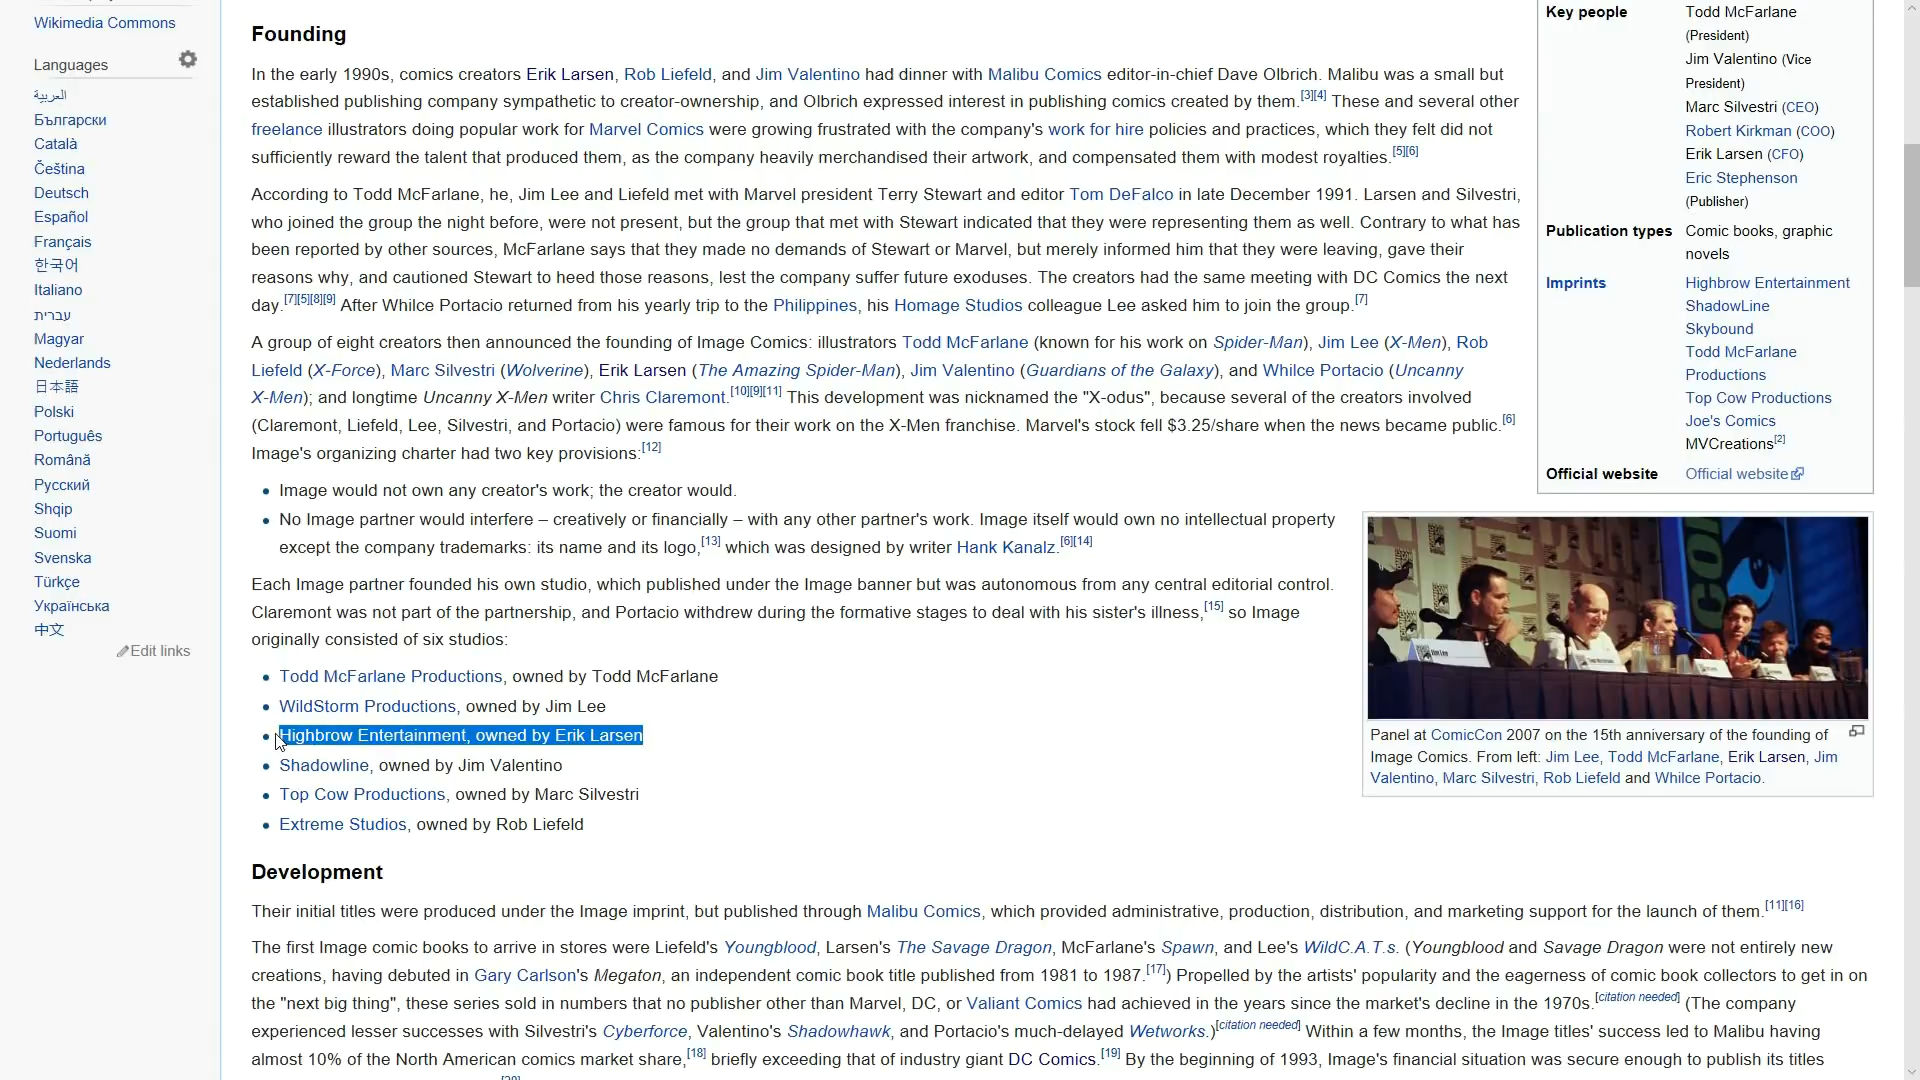 Wikimedia Commons
Languages
العربية
Български
Català
Čeština
Deutsch
Español
Français
한국어
Italiano
עברית
Magyar
Nederlands
日本語
Polski
Português
Română
Русский
Shqip
Suomi
Svenska
Türkçe
Українська
中文
Edit links
Founding
In the early 1990s, comics creators Erik Larsen, Rob Liefeld, and Jim Valentino had dinner with Malibu Comics editor-in-chief Dave Olbrich. Malibu was a small but
established publishing company sympathetic to creator-ownership, and Olbrich expressed interest in publishing comics created by them.[3][4] These and several other
freelance illustrators doing popular work for Marvel Comics were growing frustrated with the company's work for hire policies and practices, which they felt did not
sufficiently reward the talent that produced them, as the company heavily merchandised their artwork, and compensated them with modest royalties.[5][6]
According to Todd McFarlane, he, Jim Lee and Liefeld met with Marvel president Terry Stewart and editor Tom DeFalco in late December 1991. Larsen and Silvestri,
who joined the group the night before, were not present, but the group that met with Stewart indicated that they were representing them as well. Contrary to what has
been reported by other sources, McFarlane says that they made no demands of Stewart or Marvel, but merely informed him that they were leaving, gave their
reasons why, and cautioned Stewart to heed those reasons, lest the company suffer future exoduses. The creators had the same meeting with DC Comics the next
day.[7][5][8][9] After Whilce Portacio returned from his yearly trip to the Philippines, his Homage Studios colleague Lee asked him to join the group.[7]
A group of eight creators then announced the founding of Image Comics: illustrators Todd McFarlane (known for his work on Spider-Man), Jim Lee (X-Men), Rob
Liefeld (X-Force), Marc Silvestri (Wolverine), Erik Larsen (The Amazing Spider-Man), Jim Valentino (Guardians of the Galaxy), and Whilce Portacio (Uncanny
X-Men); and longtime Uncanny X-Men writer Chris Claremont.[10][9][11] This development was nicknamed the "X-odus", because several of the creators involved
(Claremont, Liefeld, Lee, Silvestri, and Portacio) were famous for their work on the X-Men franchise. Marvel's stock fell $3.25/share when the news became public.[6]
Image's organizing charter had two key provisions:[12]
Image would not own any creator's work; the creator would.
No Image partner would interfere – creatively or financially – with any other partner's work. Image itself would own no intellectual property
except the company trademarks: its name and its logo,[13] which was designed by writer Hank Kanalz.[6][14]
Each Image partner founded his own studio, which published under the Image banner but was autonomous from any central editorial control.
Claremont was not part of the partnership, and Portacio withdrew during the formative stages to deal with his sister's illness,[15] so Image
originally consisted of six studios:
Todd McFarlane Productions, owned by Todd McFarlane
WildStorm Productions, owned by Jim Lee
Highbrow Entertainment, owned by Erik Larsen
Shadowline, owned by Jim Valentino
Top Cow Productions, owned by Marc Silvestri
Extreme Studios, owned by Rob Liefeld
Development
Their initial titles were produced under the Image imprint, but published through Malibu Comics, which provided administrative, production, distribution, and marketing support for the launch of them.[11][16]
The first Image comic books to arrive in stores were Liefeld's Youngblood, Larsen's The Savage Dragon, McFarlane's Spawn, and Lee's WildC.A.T.s. (Youngblood and Savage Dragon were not entirely new
creations, having debuted in Gary Carlson's Megaton, an independent comic book title published from 1981 to 1987.[17]) Propelled by the artists' popularity and the eagerness of comic book collectors to get in on
the "next big thing", these series sold in numbers that no publisher other than Marvel, DC, or Valiant Comics had achieved in the years since the market's decline in the 1970s.[citation needed] (The company
experienced lesser successes with Silvestri's Cyberforce, Valentino's Shadowhawk, and Portacio's much-delayed Wetworks.)[citation needed] Within a few months, the Image titles' success led to Malibu having
almost 10% of the North American comics market share,[18] briefly exceeding that of industry giant DC Comics.[19] By the beginning of 1993, Image's financial situation was secure enough to publish its titles
Key people Todd McFarlane
(President)
Jim Valentino (Vice
President)
Marc Silvestri (CEO)
Robert Kirkman (COO)
Erik Larsen (CFO)
Eric Stephenson
(Publisher)
Publication types Comic books, graphic
novels
Imprints Highbrow Entertainment
ShadowLine
Skybound
Todd McFarlane
Productions
Top Cow Productions
Joe's Comics
MVCreations[2]
Official website Official website
Panel at ComicCon 2007 on the 15th anniversary of the founding of
Image Comics. From left: Jim Lee, Todd McFarlane, Erik Larsen, Jim
Valentino, Marc Silvestri, Rob Liefeld and Whilce Portacio.